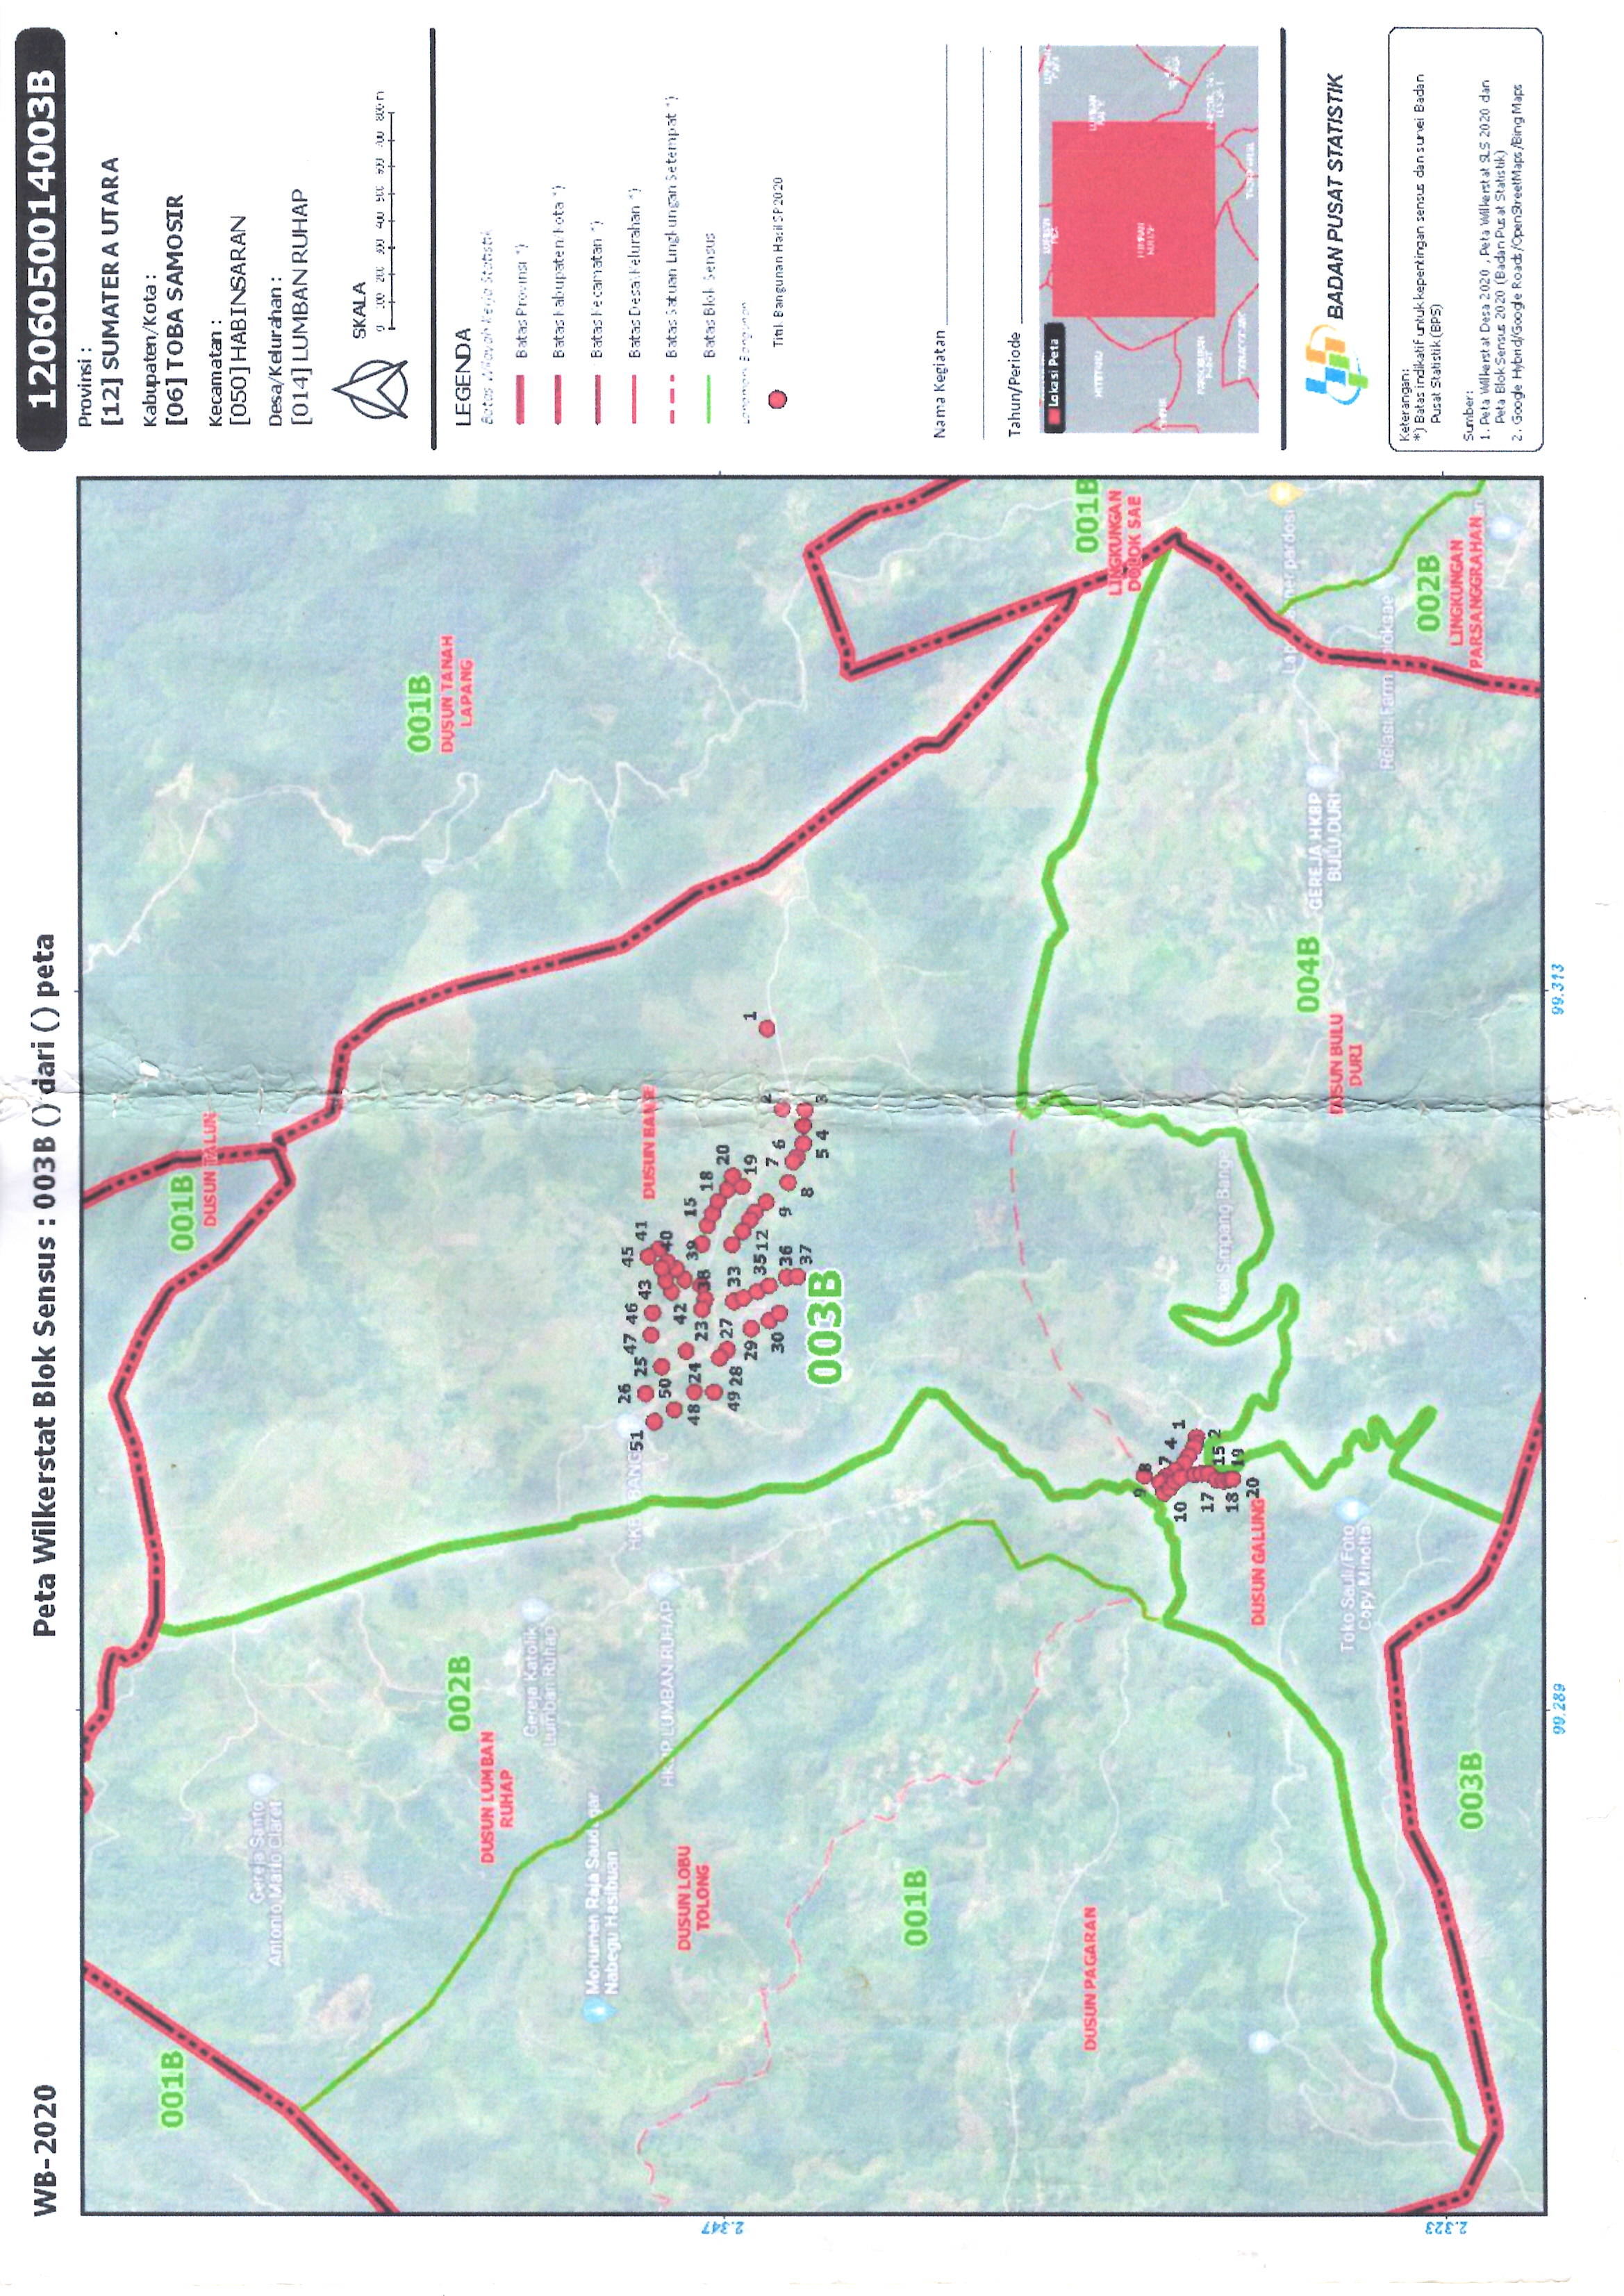 WB-2020
Peta Wilkerstat Blok Sensus : 003B () dari () peta
1206050014003B
Provinsi :
[12] SUMATERA UTARA
Kabupaten/Kota :
[06] TOBA SAMOSIR
Kecamatan :
[050] HABINSARAN
Desa/Kelurahan :
[014] LUMBAN RUHAP
SKALA
0 100 200 300 400 500 600 700 800 m
LEGENDA
Batas Wilayah Kerja Statistik
Batas Provinsi *)
Batas Kabupaten/Kota *)
Batas Kecamatan *)
Batas Desa/Kelurahan *)
Batas Satuan Lingkungan Setempat *)
Batas Blok Sensus
Landmark Bangunan
Titik Bangunan Hasil SP2020
Nama Kegiatan
Tahun/Periode
Lokasi Peta
LUMBAN
RUHAP
BADAN PUSAT STATISTIK
Keterangan:
*) Batas indikatif untuk kepentingan sensus dan survei Badan
Pusat Statistik (BPS)
Sumber:
1. Peta Wilkerstat Desa 2020 , Peta Wilkerstat SLS 2020 dan
Peta Blok Sensus 2020 (Badan Pusat Statistik)
2. Google Hybrid/Google Roads/OpenStreetMaps/Bing Maps
001B
001B
DUSUN TALUN
Gereja Santo
Antonio Mario Claret
001B
DUSUN TANAH
LAPANG
002B
DUSUN LUMBAN
RUHAP
Gereja Katolik
Lumban Ruhap
Monumen Raja Saudagar
Nabegu Hasibuan
HKBP LUMBAN RUHAP
DUSUN BANGE
DUSUN LOBU
TOLONG
51 26 25 47 46 43 45 41
50 42 40
48 24 23 38 39 15 18
49 28 27 33 20
29 35 12 19
30 36 9 7 6 2 1
37 8 5 4 3
003B
2.347
001B
DUSUN PAGARAN
001B
LINGKUNGAN
DOLOK SAE
9 8
10 7 4 1
17 15 2
18 19
20
DUSUN GALUNG
Simpang Bange
004B
DUSUN BULU
DURI
GEREJA HKBP
BULU DURI
Toko Sauli/Foto
Copy Minolta
002B
LINGKUNGAN
PARSANGGRAHAN
003B
2.323
99.289
99.313